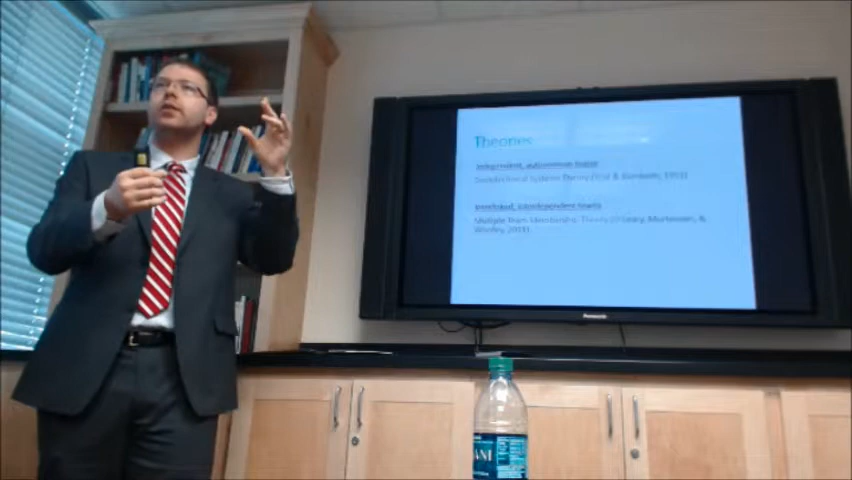 Theories
Independent, autonomous teams
Sociotechnical Systems Theory (Trist & Bamforth, 1951)
interdependent teams
Multiple Team Membership Theory (O'Leary, Mortensen, &
Woolley, 2011)
Panasonic